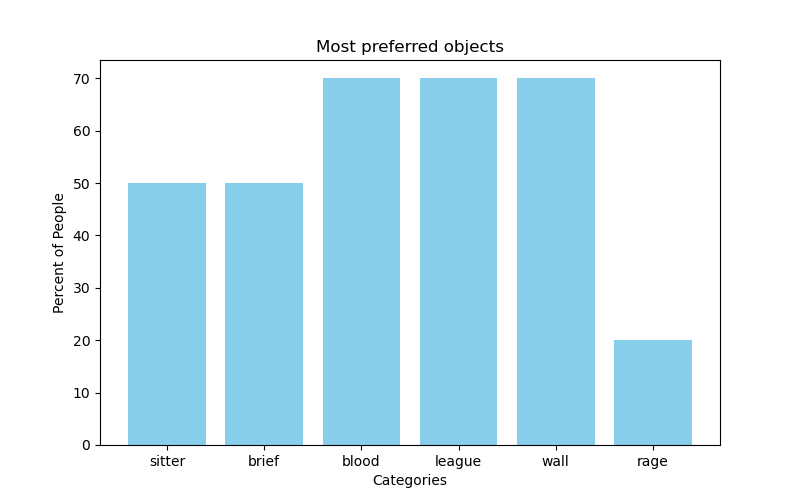 Most preferred objects
Percent of People
70
60
50
40
30
20
10
0
sitter brief blood league wall rage
Categories